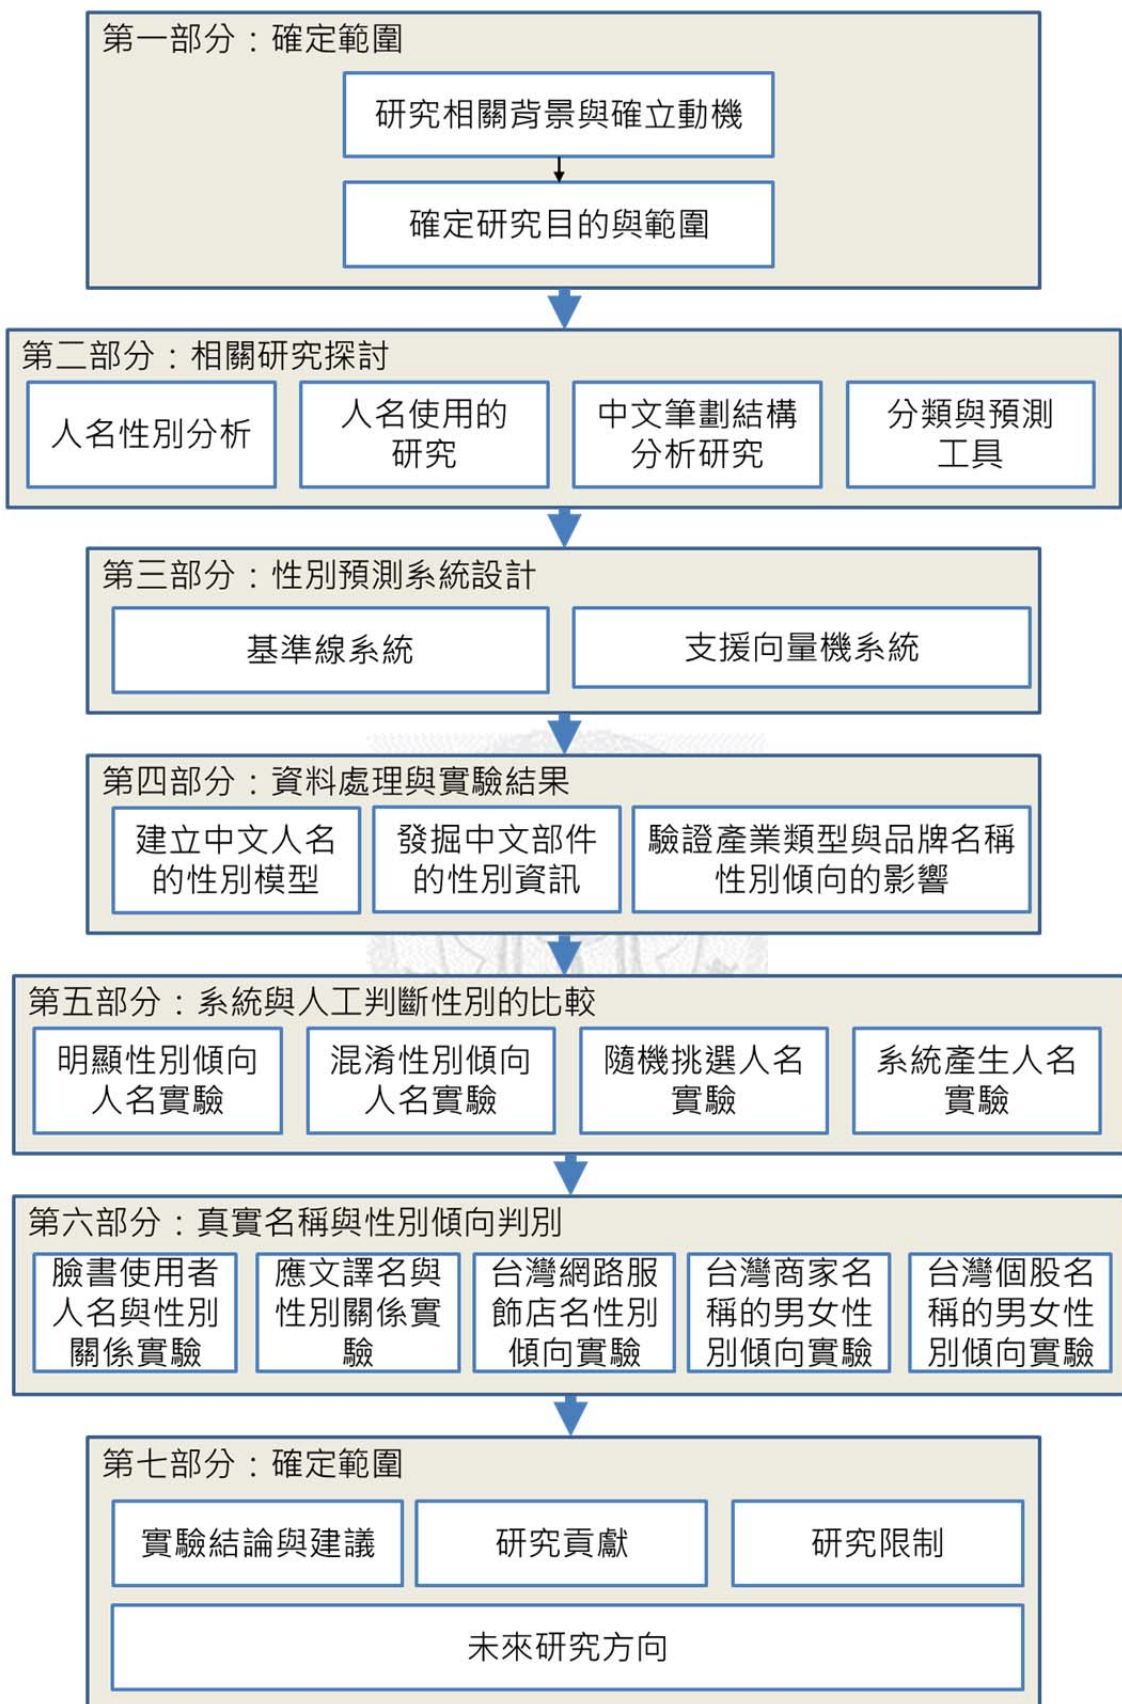 第一部分：確定範圍
研究相關背景與確立動機
確定研究目的與範圍
第二部分：相關研究探討
人名性別分析
人名使用的
研究
中文筆劃結構
分析研究
分類與預測
工具
第三部分：性別預測系統設計
基準線系統
支援向量機系統
第四部分：資料處理與實驗結果
建立中文人名
的性別模型
發掘中文部件
的性別資訊
驗證產業類型與品牌名稱
性別傾向的影響
第五部分：系統與人工判斷性別的比較
明顯性別傾向
人名實驗
混淆性別傾向
人名實驗
隨機挑選人名
實驗
系統產生人名
實驗
第六部分：真實名稱與性別傾向判別
臉書使用者
人名與性別
關係實驗
應文譯名與
性別關係實
驗
台灣網路服
飾店名性別
傾向實驗
台灣商家名
稱的男女性
別傾向實驗
台灣個股名
稱的男女性
別傾向實驗
第七部分：確定範圍
實驗結論與建議
研究貢獻
研究限制
未來研究方向